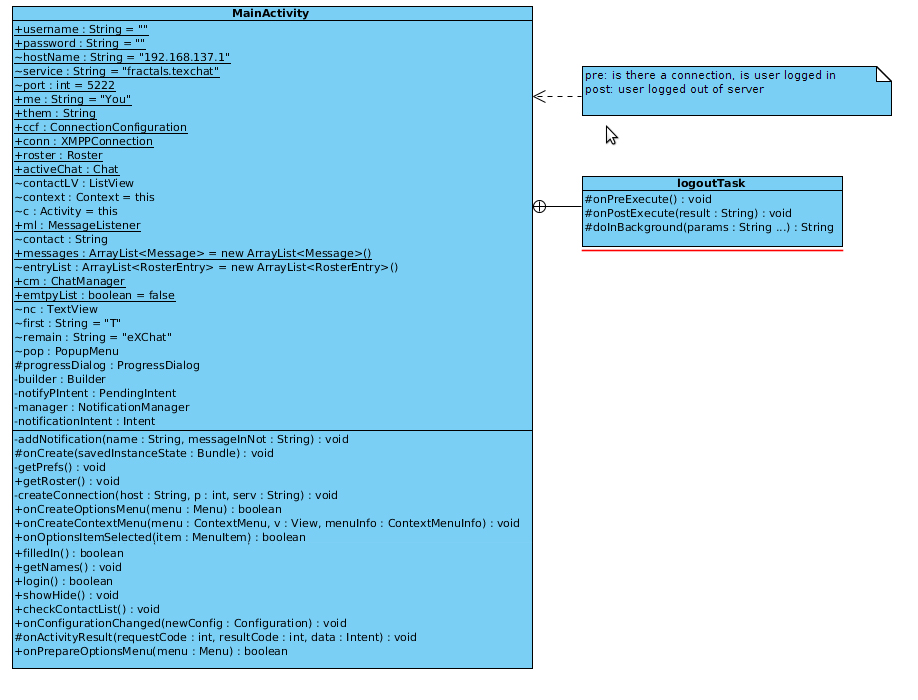 MainActivity
+username : String = ""
+password : String = ""
~hostName : String = "192.168.137.1"
~service : String = "fractals.texchat"
~port : int = 5222
+me : String = "You"
+them : String
+ccf : ConnectionConfiguration
+conn : XMPPConnection
+roster : Roster
+activeChat : Chat
~contactLV : ListView
~context : Context = this
~c : Activity = this
+ml : MessageListener
~contact : String
+messages : ArrayList<Message> = new ArrayList<Message>()
~entryList : ArrayList<RosterEntry> = new ArrayList<RosterEntry>()
+cm : ChatManager
+emtpyList : boolean = false
~nc : TextView
~first : String = "T"
~remain : String = "eXChat"
~pop : PopupMenu
#progressDialog : ProgressDialog
-builder : Builder
-notifyPIntent : PendingIntent
-manager : NotificationManager
-notificationIntent : Intent
-addNotification(name : String, messageInNot : String) : void
#onCreate(savedInstanceState : Bundle) : void
-getPrefs() : void
+getRoster() : void
-createConnection(host : String, p : int, serv : String) : void
+onCreateOptionsMenu(menu : Menu) : boolean
+onCreateContextMenu(menu : ContextMenu, v : View, menuInfo : ContextMenuInfo) : void
+onOptionsItemSelected(item : MenuItem) : boolean
+filledIn() : boolean
+getNames() : void
+login() : boolean
+showHide() : void
+checkContactList() : void
+onConfigurationChanged(newConfig : Configuration) : void
#onActivityResult(requestCode : int, resultCode : int, data : Intent) : void
+onPrepareOptionsMenu(menu : Menu) : boolean
pre: is there a connection, is user logged in
post: user logged out of server
logoutTask
#onPreExecute() : void
#onPostExecute(result : String) : void
#doInBackground(params : String ...) : String